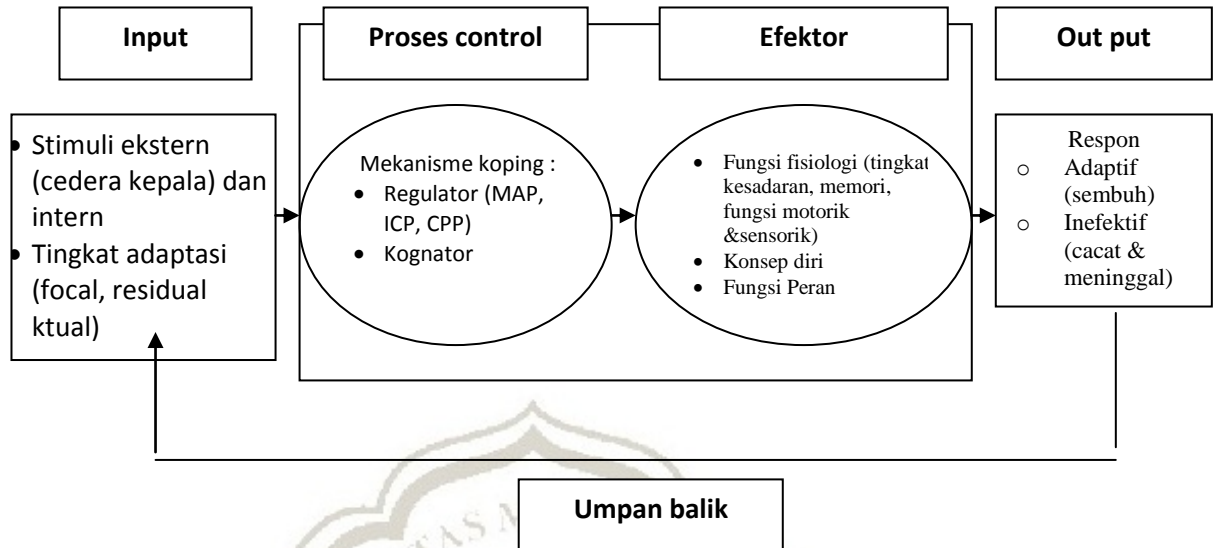 Input
Proses control
Efektor
Out put
• Stimuli ekstern
(cedera kepala) dan
intern
• Tingkat adaptasi
(focal, residual
ktual)
Mekanisme koping :
• Regulator (MAP,
ICP, CPP)
• Kognator
• Fungsi fisiologi (tingkat
kesadaran, memori,
fungsi motorik
&sensorik)
• Konsep diri
• Fungsi Peran
Respon
o Adaptif
(sembuh)
o Inefektif
(cacat &
meninggal)
Umpan balik